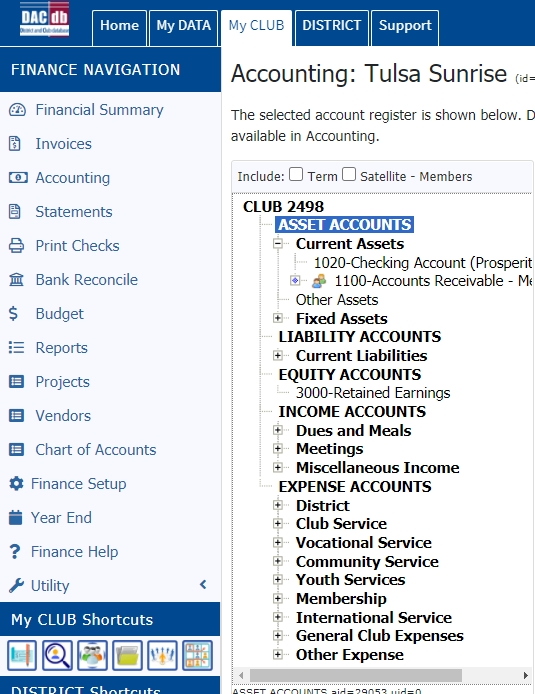 DACdb
District and Club database
Home
My DATA
My CLUB
DISTRICT
Support
FINANCE NAVIGATION
Financial Summary
Invoices
Accounting
Statements
Print Checks
Bank Reconcile
Budget
Reports
Projects
Vendors
Chart of Accounts
Finance Setup
Year End
Finance Help
Utility
My CLUB Shortcuts
DISTRICT Shortcuts
Accounting: Tulsa Sunrise (id=
The selected account register is shown below. D
available in Accounting.
Include: Term Satellite - Members
CLUB 2498
ASSET ACCOUNTS
Current Assets
1020-Checking Account (Prosperit
1100-Accounts Receivable - Me
Other Assets
Fixed Assets
LIABILITY ACCOUNTS
Current Liabilities
EQUITY ACCOUNTS
3000-Retained Earnings
INCOME ACCOUNTS
Dues and Meals
Meetings
Miscellaneous Income
EXPENSE ACCOUNTS
District
Club Service
Vocational Service
Community Service
Youth Services
Membership
International Service
General Club Expenses
Other Expense
ASSET ACCOUNTS aid=29053 uid=0